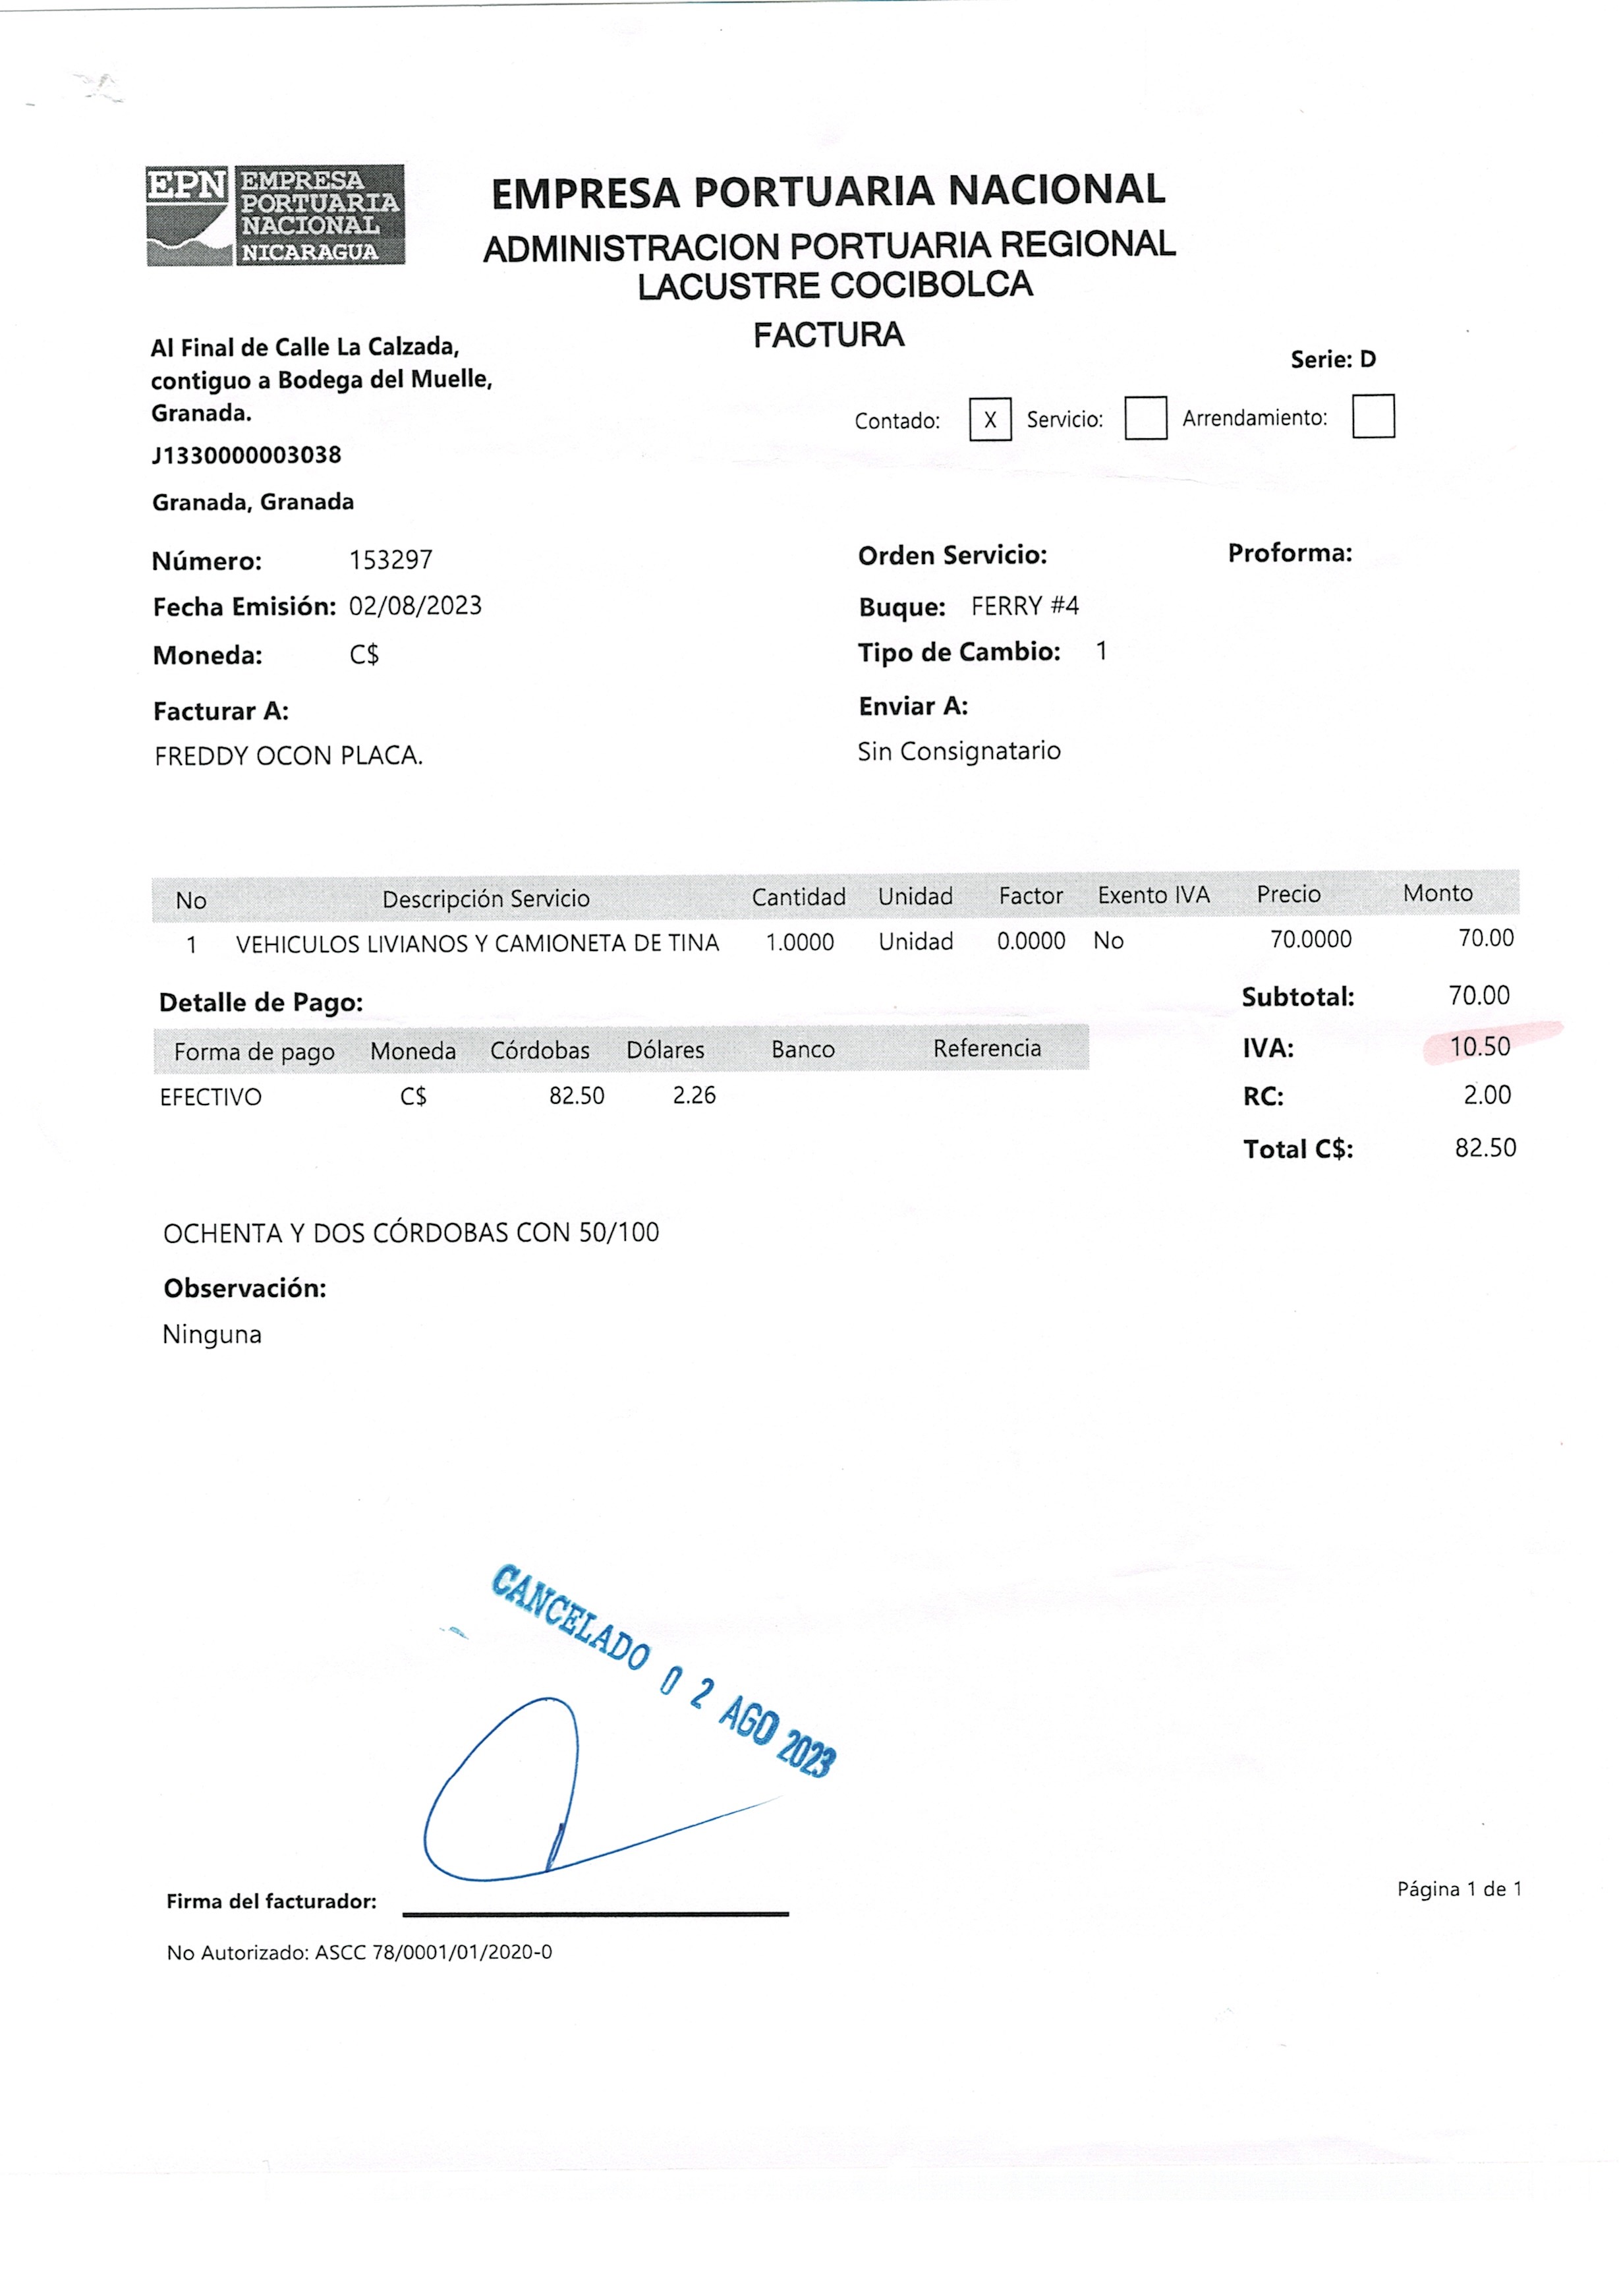 EPN EMPRESA
PORTUARIA
NACIONAL
NICARAGUA
EMPRESA PORTUARIA NACIONAL
ADMINISTRACION PORTUARIA REGIONAL
LACUSTRE COCIBOLCA
FACTURA
Al Final de Calle La Calzada,
contiguo a Bodega del Muelle,
Granada.
J1330000003038
Granada, Granada
Serie: D
Contado: X Servicio: Arrendamiento:
Número: 153297
Fecha Emisión: 02/08/2023
Moneda: C$
Orden Servicio: Proforma:
Buque: FERRY #4
Tipo de Cambio: 1
Facturar A:
FREDDY OCON PLACA.
Enviar A:
Sin Consignatario
No Descripción Servicio Cantidad Unidad Factor Exento IVA Precio Monto
1 VEHICULOS LIVIANOS Y CAMIONETA DE TINA 1.0000 Unidad 0.0000 No 70.0000 70.00
Detalle de Pago:
Forma de pago Moneda Córdobas Dólares Banco Referencia
EFECTIVO C$ 82.50 2.26
Subtotal: 70.00
IVA: 10.50
RC: 2.00
Total C$: 82.50
OCHENTA Y DOS CÓRDOBAS CON 50/100
Observación:
Ninguna
CANCELADO 02 AGO 2023
Firma del facturador:
Página 1 de 1
No Autorizado: ASCC 78/0001/01/2020-0